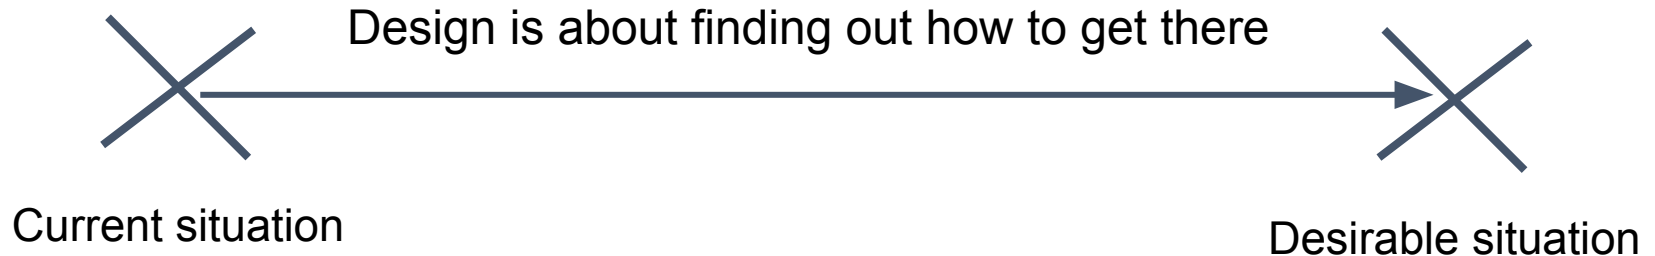 Design is about finding out how to get there
Current situation
Desirable situation